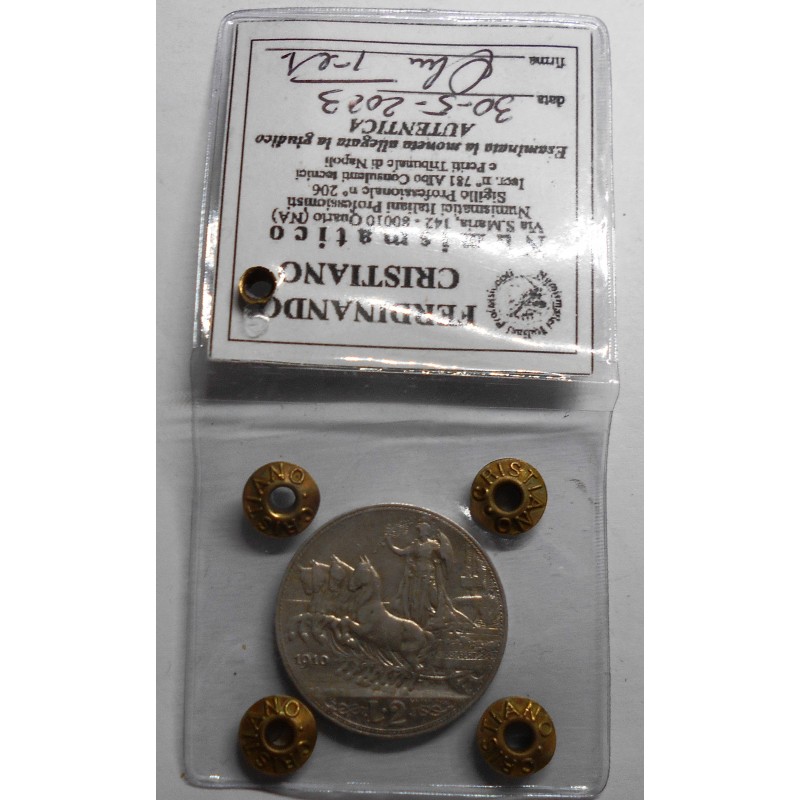 FERDINANDO
CRISTIANO
Numismatico
Via S.Maria, 142 - 80010 Quarto (NA)
Numismatici Italiani Professionisti
Sigillo Professionale n° 206
Iscr. n° 781 Albo Consulenti tecnici
e Periti Tribunale di Napoli
Esaminata la moneta allegata la giudico
AUTENTICA
data 30-5-2023
firma
CRISTIANO
CRISTIANO
1910
L.2
CRISTIANO
CRISTIANO